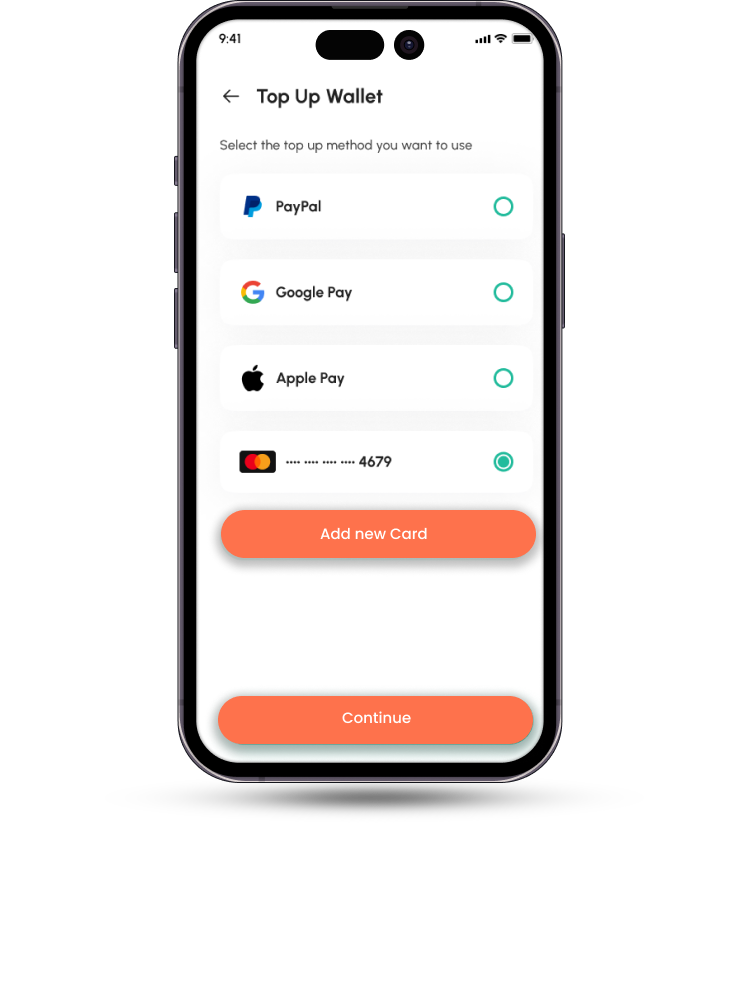 9:41
Top Up Wallet
Select the top up method you want to use
PayPal
Google Pay
Apple Pay
···· ···· ···· ···· 4679
Add new Card
Continue